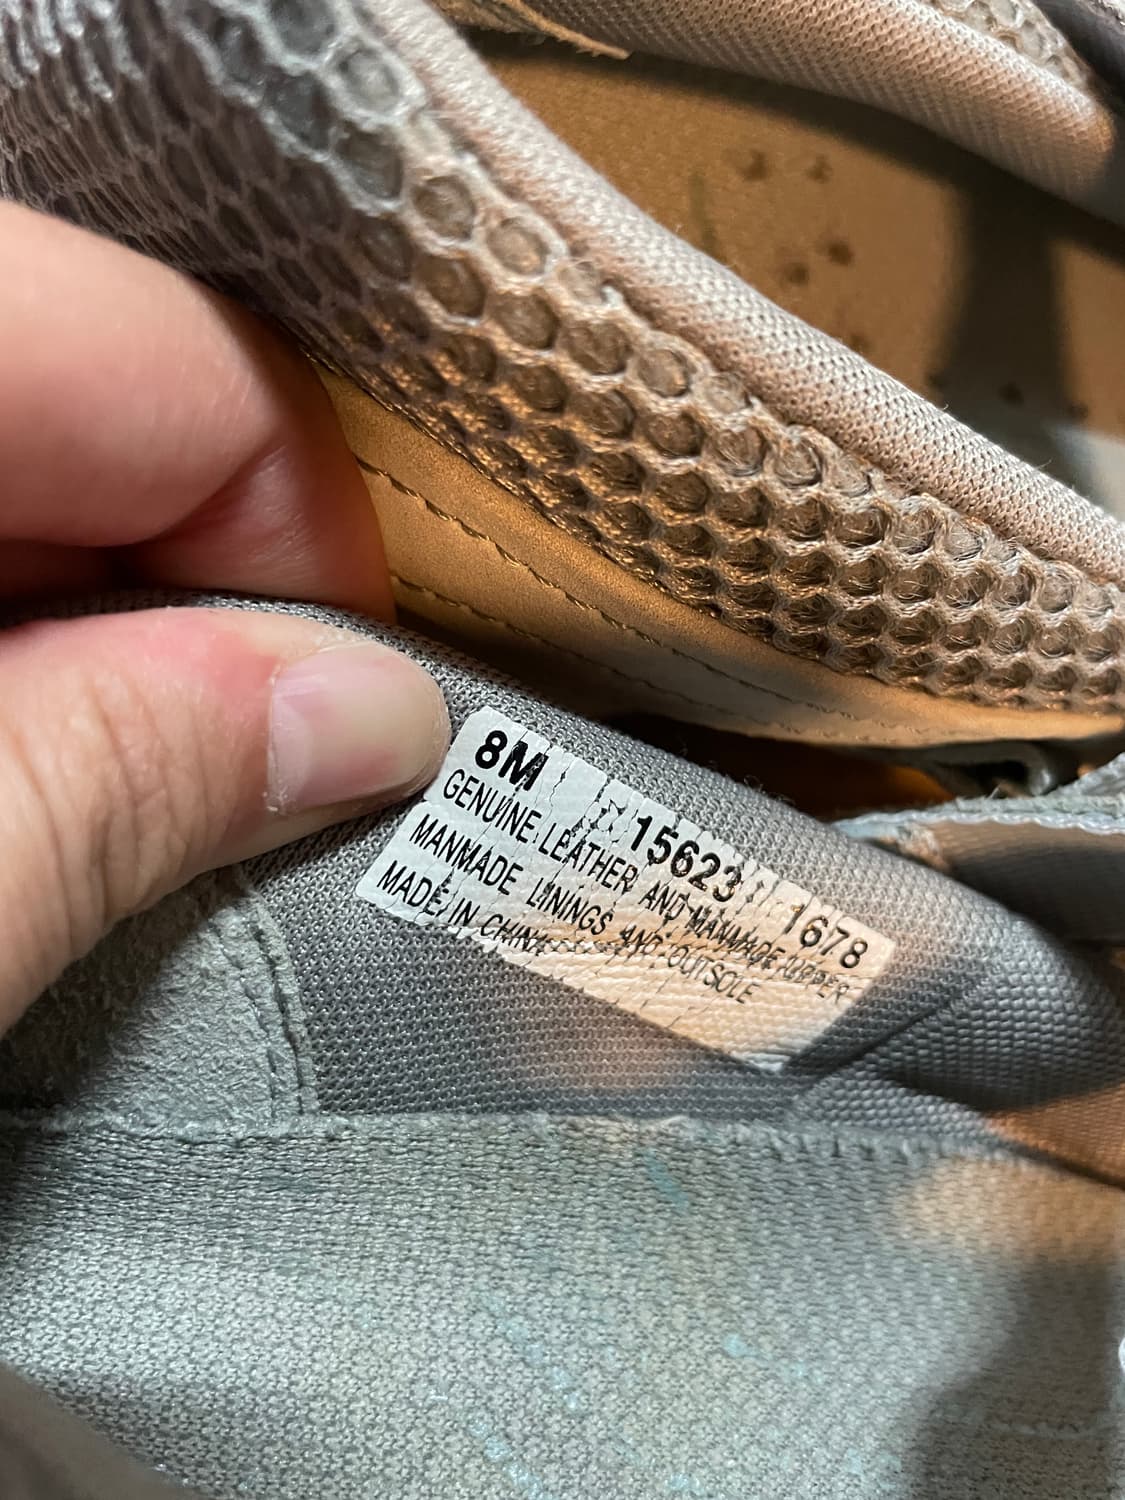 8M 15623 1678
GENUINE LEATHER AND MANMADE UPPER
MANMADE LININGS AND OUTSOLE
MADE IN CHINA